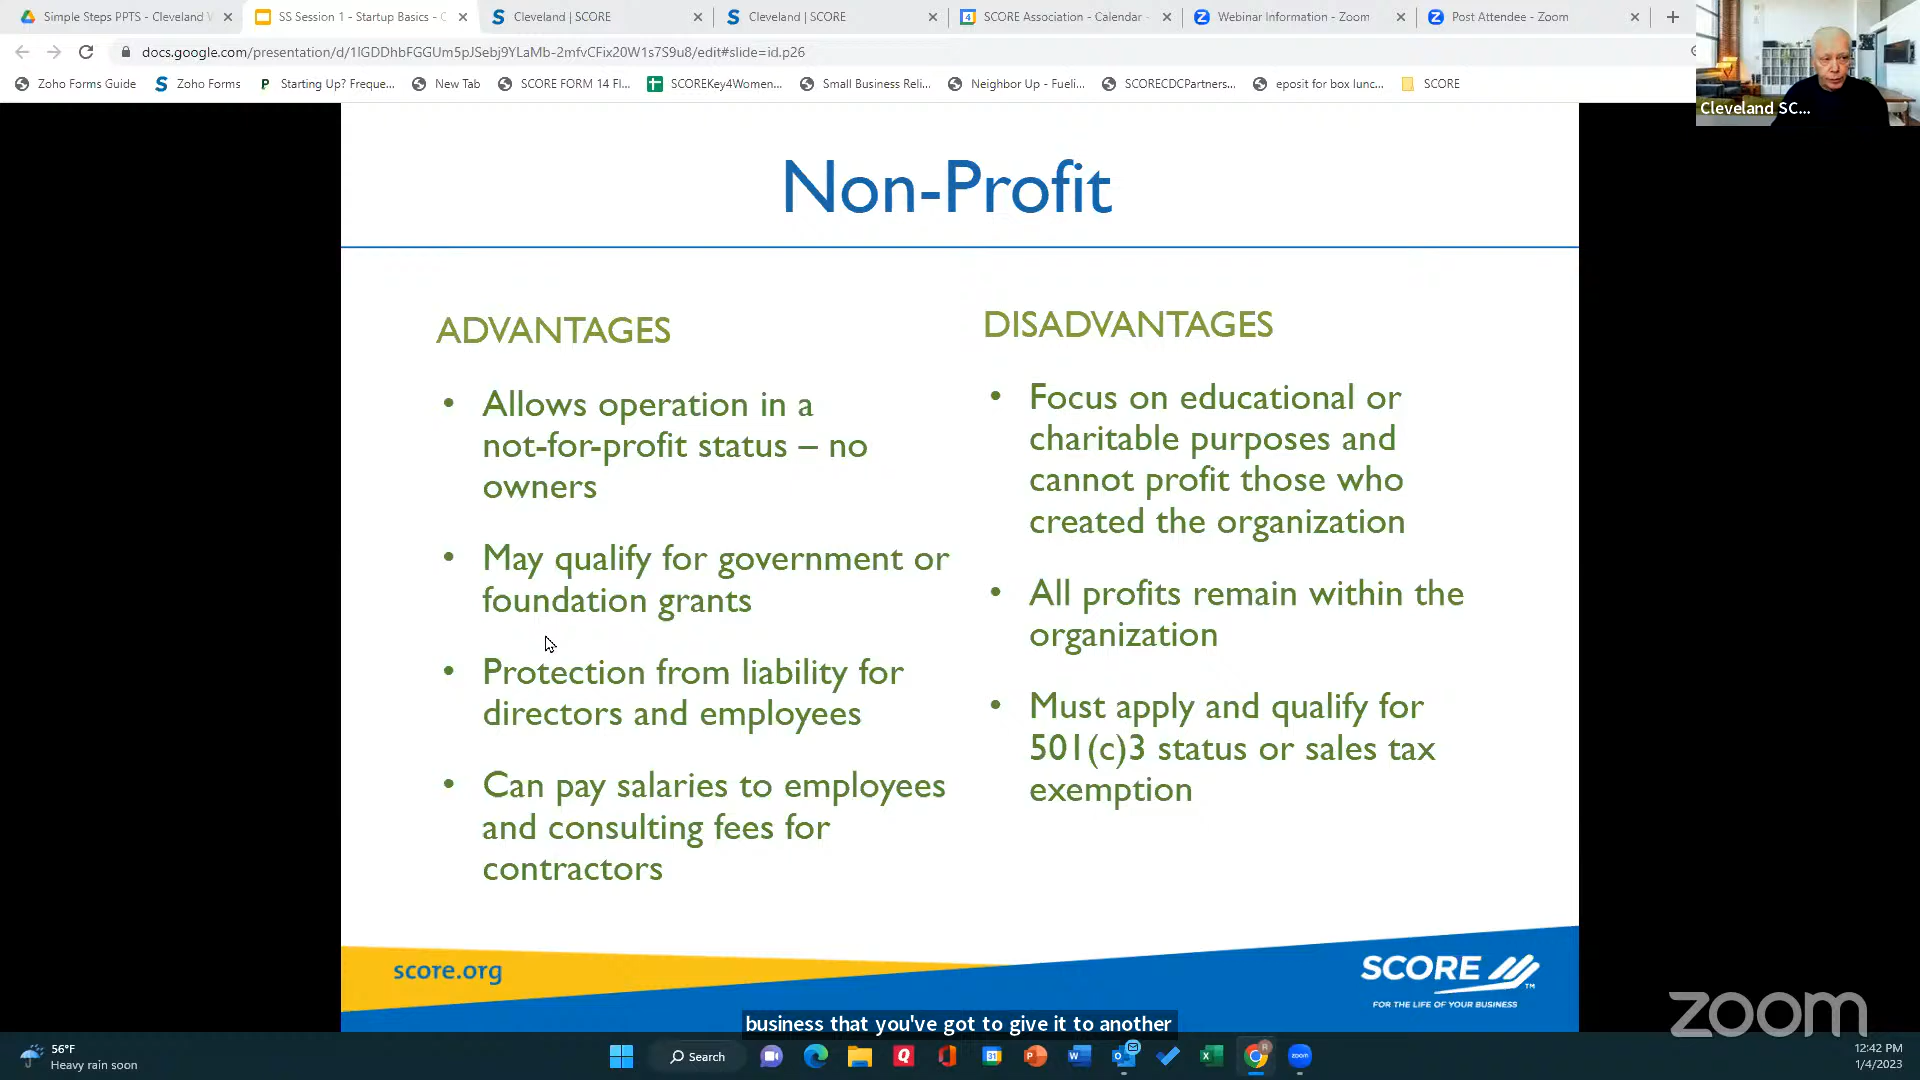 Simple Steps PPTS - Cleveland
SS Session 1 - Startup Basics -
Cleveland | SCORE
Cleveland | SCORE
SCORE Association - Calendar
Webinar Information - Zoom
Post Attendee - Zoom
docs.google.com/presentation/d/1lGDDhbFGGUm5pJSebj9YLaMb-2mfvCFix20W1s7S9u8/edit#slide=id.p26
Zoho Forms Guide
Zoho Forms
Starting Up? Freque...
New Tab
SCORE FORM 14 Fl...
SCOREKey4Women...
Small Business Reli...
Neighbor Up - Fueli...
SCORECDCPartners...
eposit for box lunc...
SCORE
Cleveland SC...
Non-Profit
ADVANTAGES
• Allows operation in a
not-for-profit status – no
owners
• May qualify for government or
foundation grants
• Protection from liability for
directors and employees
• Can pay salaries to employees
and consulting fees for
contractors
DISADVANTAGES
• Focus on educational or
charitable purposes and
cannot profit those who
created the organization
• All profits remain within the
organization
• Must apply and qualify for
501(c)3 status or sales tax
exemption
score.org
SCORE
FOR THE LIFE OF YOUR BUSINESS
zoom
business that you've got to give it to another
56°F
Heavy rain soon
Search
12:42 PM
1/4/2023